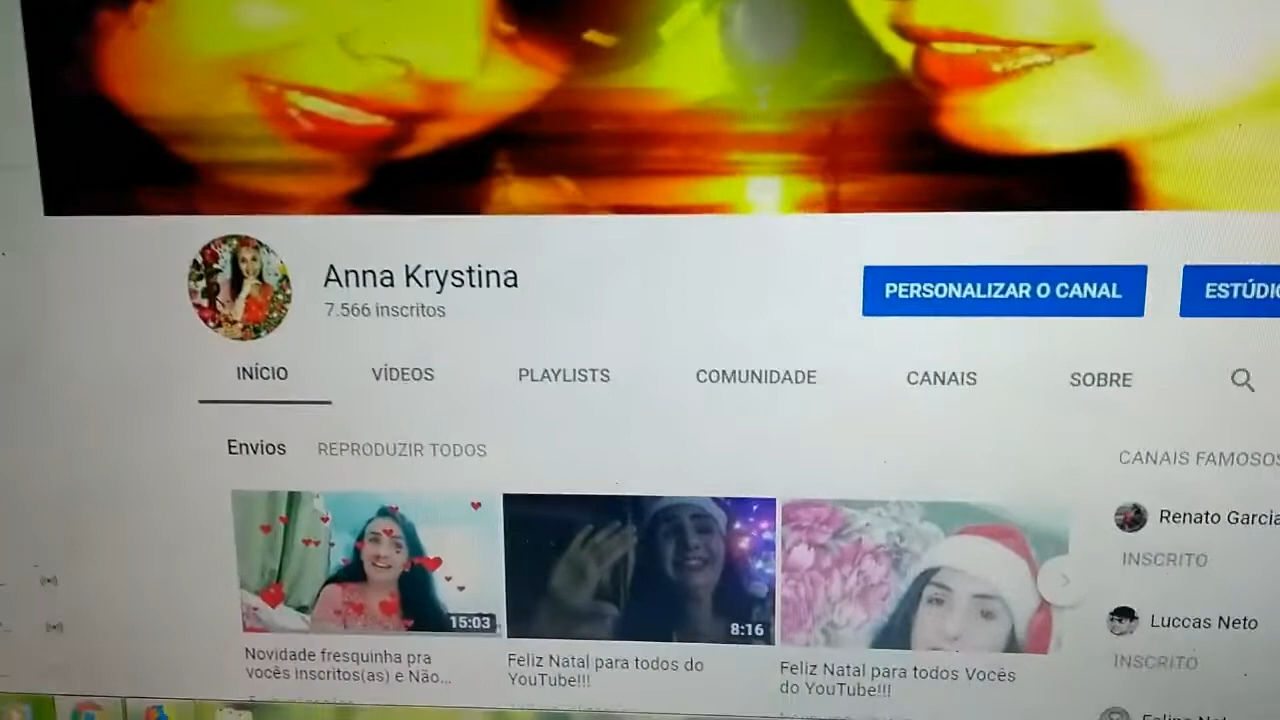 Anna Krystina
7.566 inscritos
PERSONALIZAR O CANAL
INÍCIO
VÍDEOS
PLAYLISTS
COMUNIDADE
CANAIS
SOBRE
Envios
REPRODUZIR TODOS
15:03
Novidade fresquinha pra
vocês inscritos(as) e Não...
8:16
Feliz Natal para todos do
YouTube!!!
Feliz Natal para todos Vocês
do YouTube!!!
CANAIS FAMOSOS
Renato Garcia
INSCRITO
Luccas Neto
INSCRITO